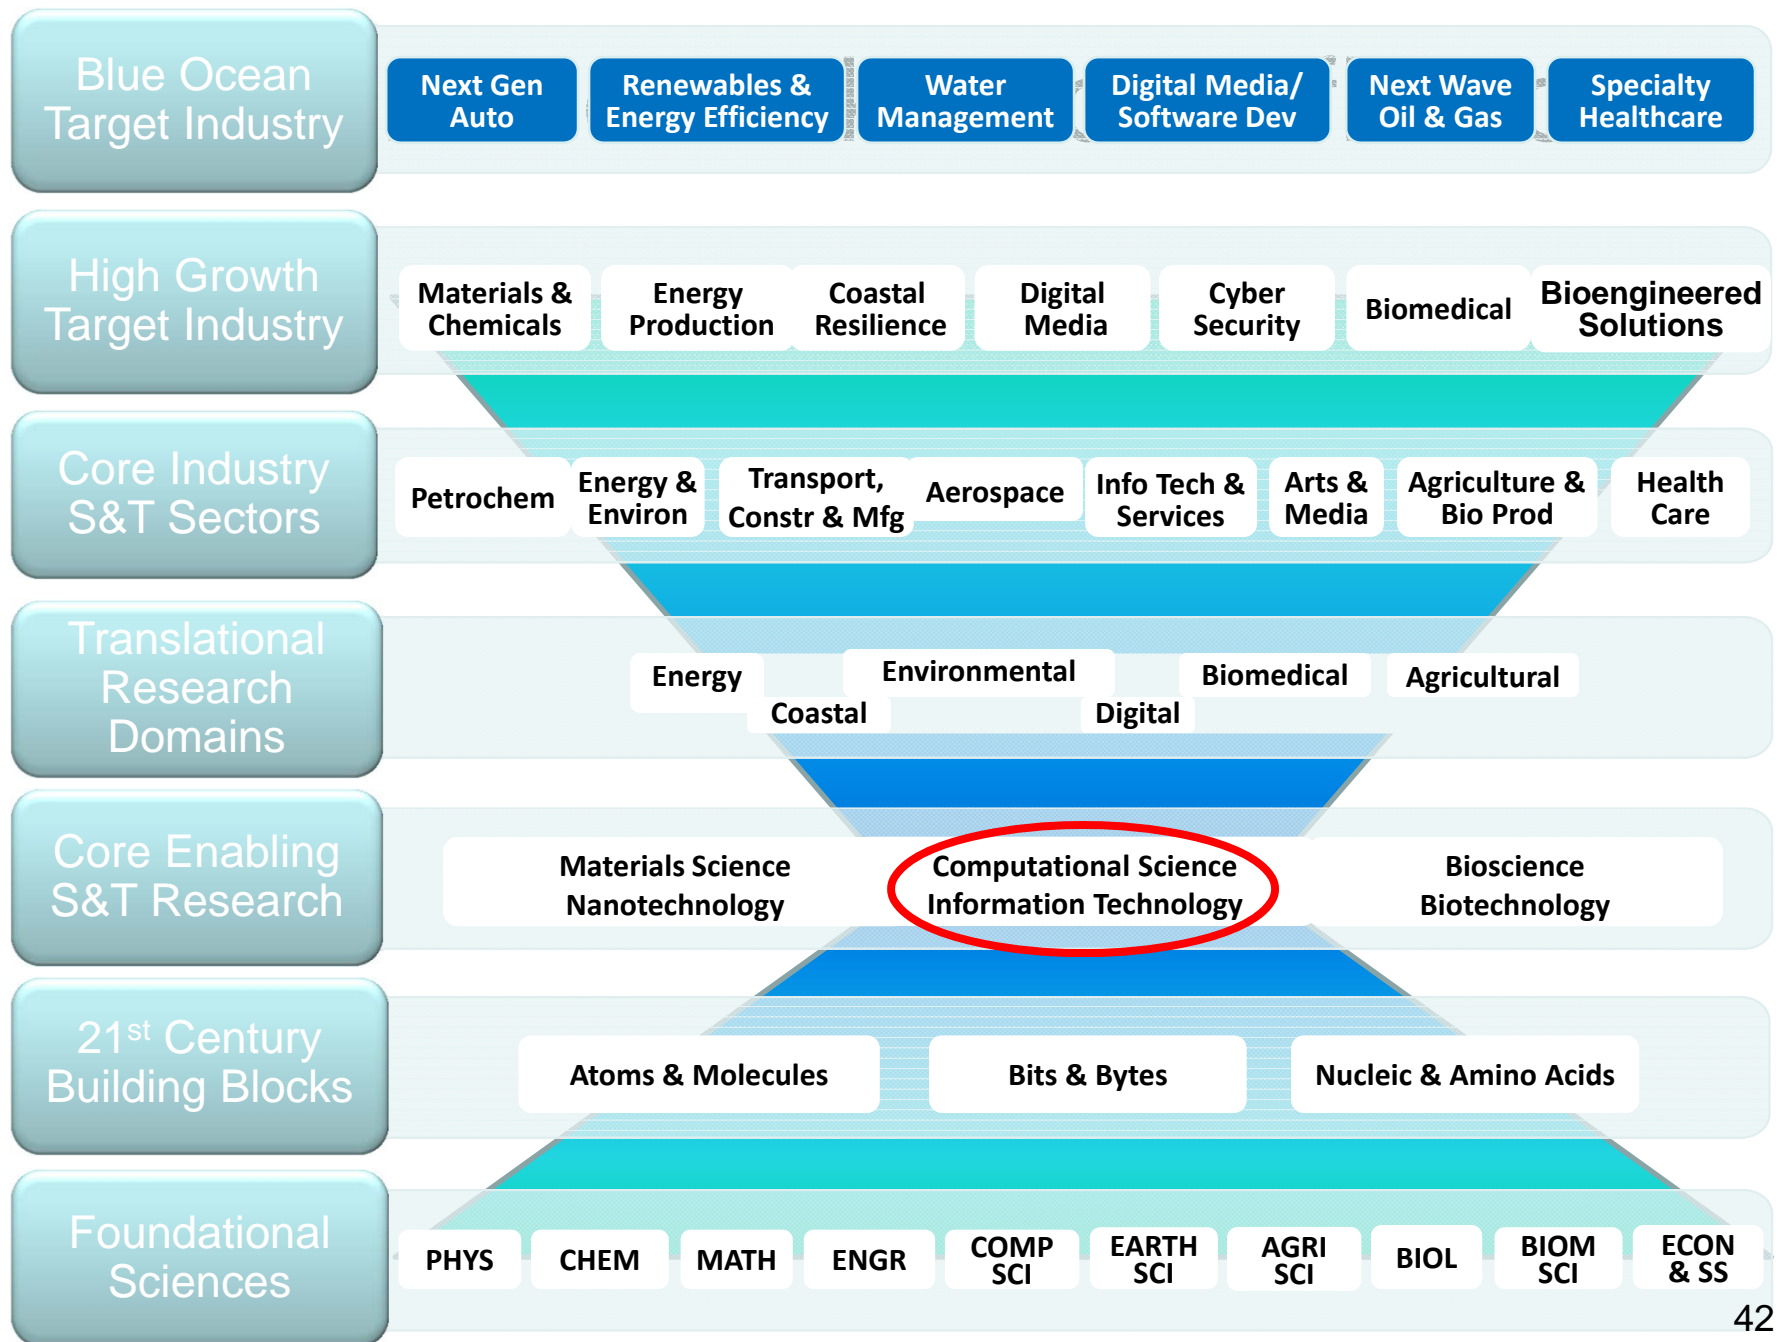 Blue Ocean
Target Industry
Next Gen
Auto
Renewables &
Energy Efficiency
Water
Management
Digital Media/
Software Dev
Next Wave
Oil & Gas
Specialty
Healthcare
High Growth
Target Industry
Materials &
Chemicals
Energy
Production
Coastal
Resilience
Digital
Media
Cyber
Security
Biomedical
Bioengineered
Solutions
Core Industry
S&T Sectors
Petrochem
Energy &
Environ
Transport,
Constr & Mfg
Aerospace
Info Tech &
Services
Arts &
Media
Agriculture &
Bio Prod
Health
Care
Translational
Research
Domains
Energy
Coastal
Environmental
Digital
Biomedical
Agricultural
Core Enabling
S&T Research
Materials Science
Nanotechnology
Computational Science
Information Technology
Bioscience
Biotechnology
21st Century
Building Blocks
Atoms & Molecules
Bits & Bytes
Nucleic & Amino Acids
Foundational
Sciences
PHYS
CHEM
MATH
ENGR
COMP
SCI
EARTH
SCI
AGRI
SCI
BIOL
BIOM
SCI
ECON
& SS
42